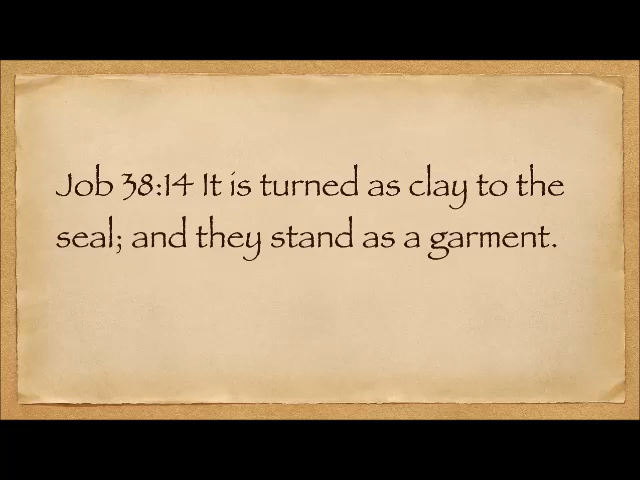 Job 38:14 It is turned as clay to the
seal; and they stand as a garment.